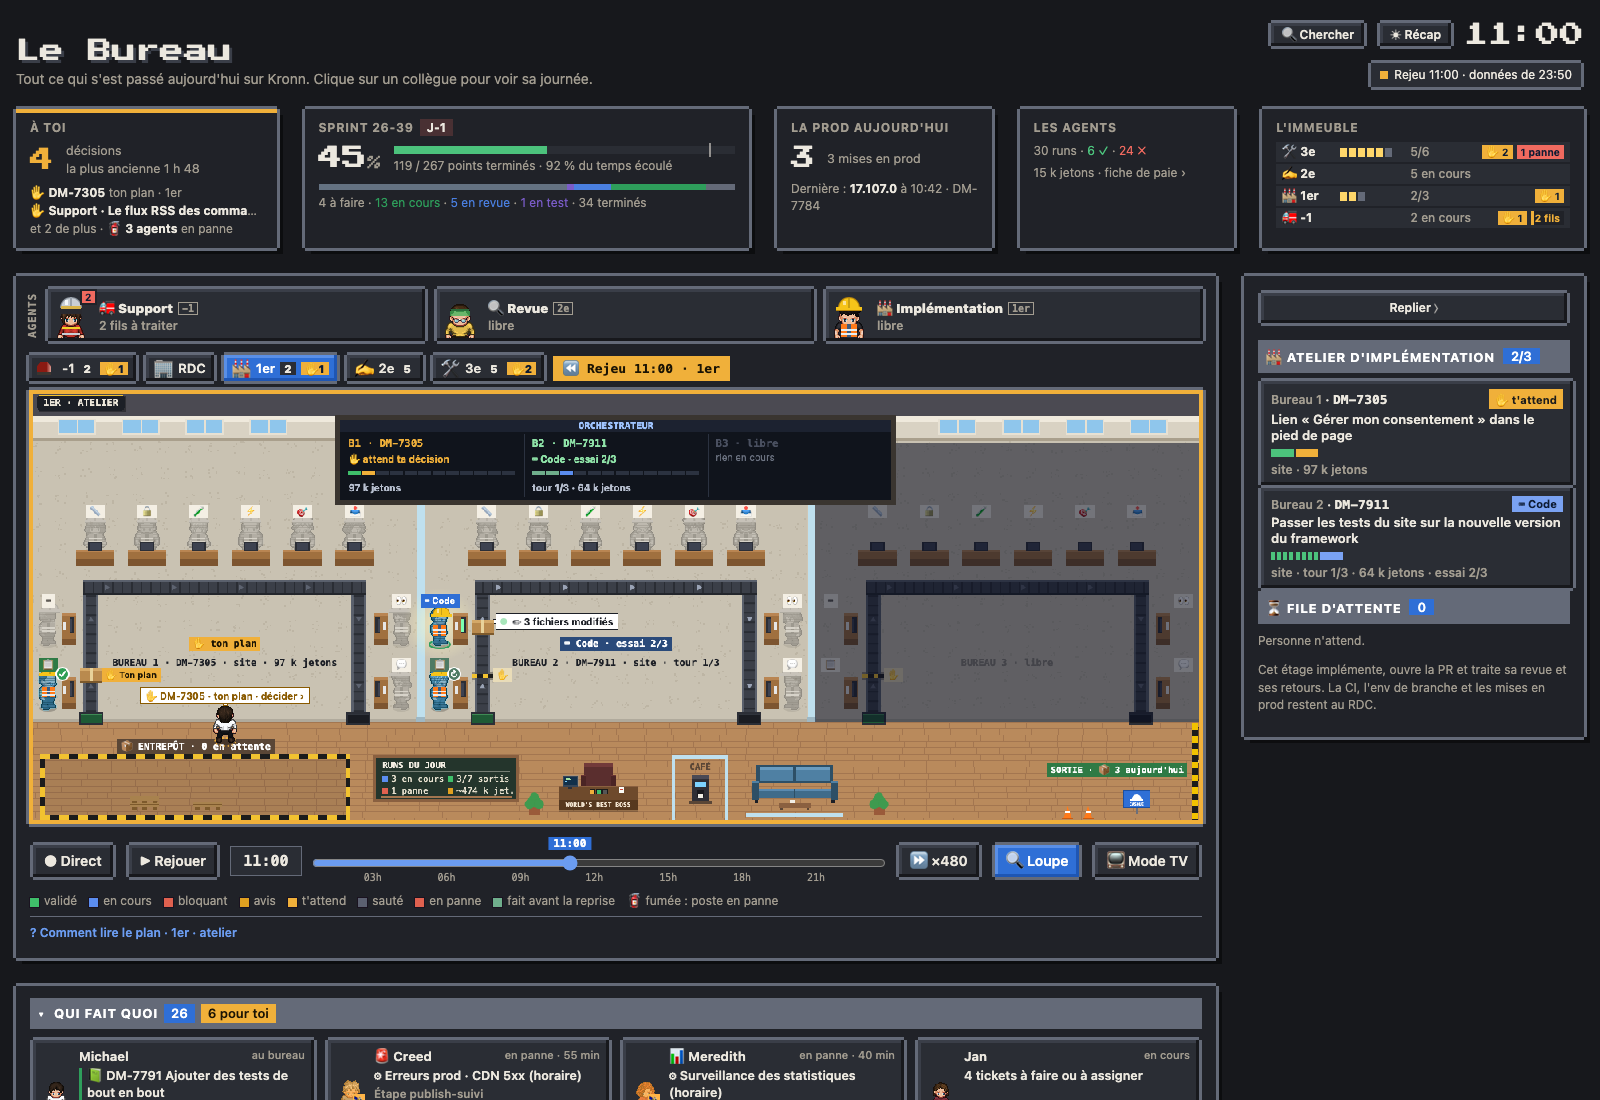 Le Bureau
Tout ce qui s'est passé aujourd'hui sur Kronn. Clique sur un collègue pour voir sa journée.
Chercher
Récap
11:00
Rejeu 11:00 · données de 23:50
À TOI
4
décisions
la plus ancienne 1 h 48
DM-7305 ton plan · 1er
Support · Le flux RSS des comma…
et 2 de plus · 3 agents en panne
SPRINT 26-39 J-1
45%
119 / 267 points terminés · 92 % du temps écoulé
4 à faire · 13 en cours · 5 en revue · 1 en test · 34 terminés
LA PROD AUJOURD'HUI
3 3 mises en prod
Dernière : 17.107.0 à 10:42 · DM-
7784
LES AGENTS
30 runs · 6 ✓ · 24 ✕
15 k jetons · fiche de paie ›
L'IMMEUBLE
3e 5/6 2 1 panne
2e 5 en cours
1er 2/3 1
-1 2 en cours 1 2 fils
AGENTS
2
Support -1
2 fils à traiter
Revue 2e
libre
Implémentation 1er
libre
-1 2 1
RDC
1er 2 1
2e 5
3e 5 2
Rejeu 11:00 · 1er
1ER · ATELIER
ORCHESTRATEUR
B1 · DM-7305
attend ta décision
97 k jetons
B2 · DM-7911
Code · essai 2/3
tour 1/3 · 64 k jetons
B3 · libre
rien en cours
Code
3 fichiers modifiés
ton plan
Code · essai 2/3
BUREAU 1 · DM-7305 · site · 97 k jetons
BUREAU 2 · DM-7911 · site · tour 1/3
BUREAU 3 · libre
Ton plan
DM-7305 · ton plan · décider ›
ENTREPÔT · 0 en attente
RUNS DU JOUR
3 en cours 3/7 sortis
1 panne ~474 k jet.
WORLD'S BEST BOSS
CAFÉ
SORTIE · 3 aujourd'hui
Direct
Rejouer
11:00
11:00
03h 06h 09h 12h 15h 18h 21h
×480
Loupe
Mode TV
validé en cours bloquant avis t'attend sauté en panne fait avant la reprise fumée : poste en panne
? Comment lire le plan · 1er · atelier
Replier ›
ATELIER D'IMPLÉMENTATION 2/3
Bureau 1 · DM-7305
t'attend
Lien « Gérer mon consentement » dans le
pied de page
site · 97 k jetons
Bureau 2 · DM-7911
Code
Passer les tests du site sur la nouvelle version
du framework
site · tour 1/3 · 64 k jetons · essai 2/3
FILE D'ATTENTE 0
Personne n'attend.
Cet étage implémente, ouvre la PR et traite sa revue et
ses retours. La CI, l'env de branche et les mises en
prod restent au RDC.
QUI FAIT QUOI 26 6 pour toi
Michael au bureau
DM-7791 Ajouter des tests de
bout en bout
Creed en panne · 55 min
Erreurs prod · CDN 5xx (horaire)
Étape publish-suivi
Meredith en panne · 40 min
Surveillance des statistiques
(horaire)
Jan en cours
4 tickets à faire ou à assigner